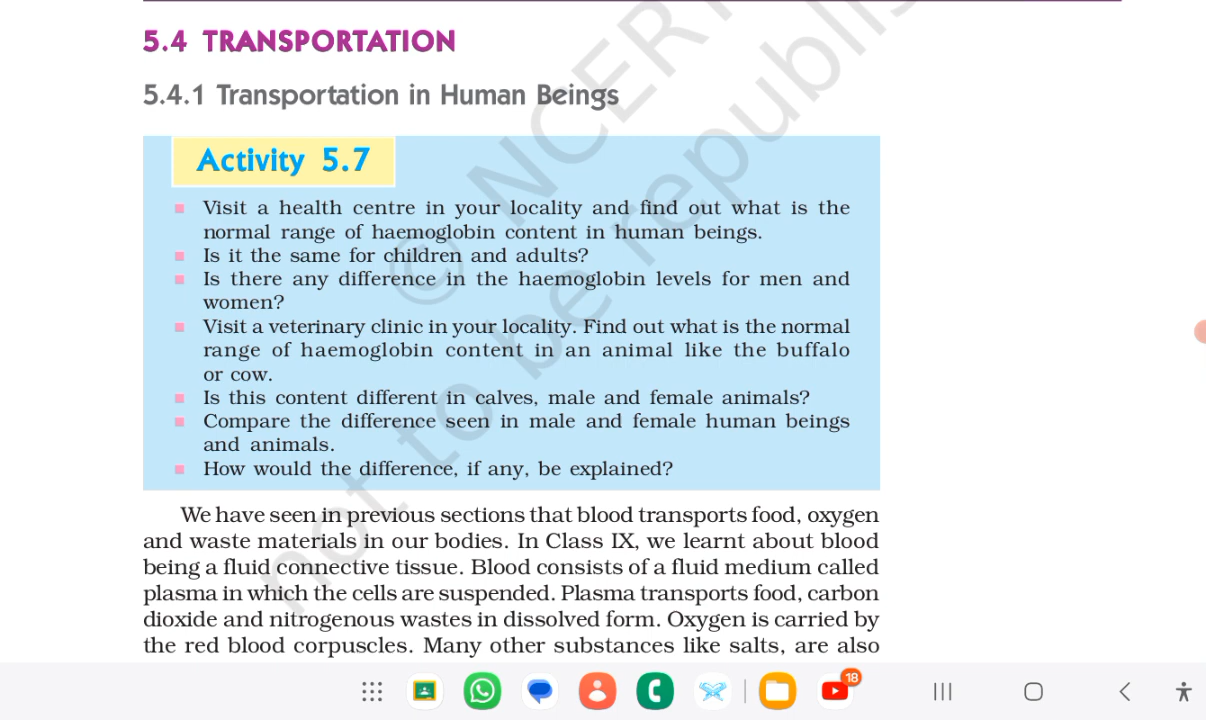 5.4 TRANSPORTATION
5.4.1 Transportation in Human Beings
Activity 5.7
Visit a health centre in your locality and find out what is the
normal range of haemoglobin content in human beings.
Is it the same for children and adults?
Is there any difference in the haemoglobin levels for men and
women?
Visit a veterinary clinic in your locality. Find out what is the normal
range of haemoglobin content in an animal like the buffalo
or cow.
Is this content different in calves, male and female animals?
Compare the difference seen in male and female human beings
and animals.
How would the difference, if any, be explained?
We have seen in previous sections that blood transports food, oxygen
and waste materials in our bodies. In Class IX, we learnt about blood
being a fluid connective tissue. Blood consists of a fluid medium called
plasma in which the cells are suspended. Plasma transports food, carbon
dioxide and nitrogenous wastes in dissolved form. Oxygen is carried by
the red blood corpuscles. Many other substances like salts, are also
© NCERT
not to be republis
18